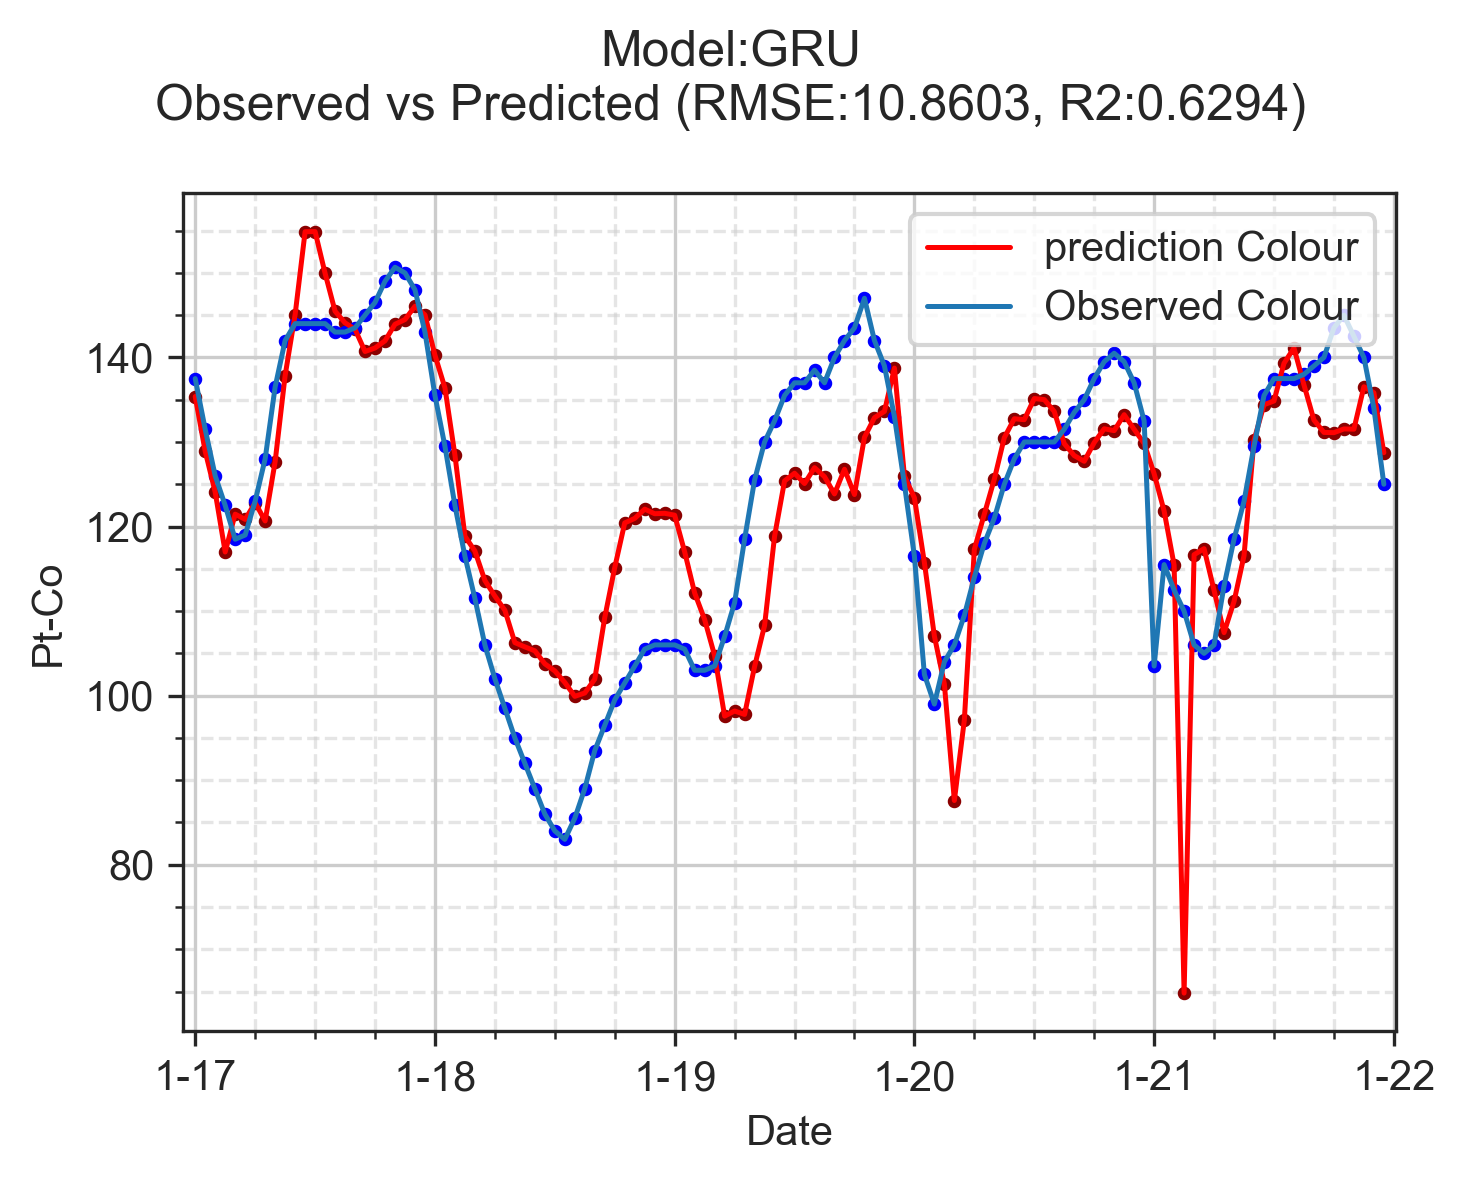 Model:GRU
Observed vs Predicted (RMSE:10.8603, R2:0.6294)
prediction Colour
Observed Colour
140
120
100
80
Pt-Co
1-17 1-18 1-19 1-20 1-21 1-22
Date